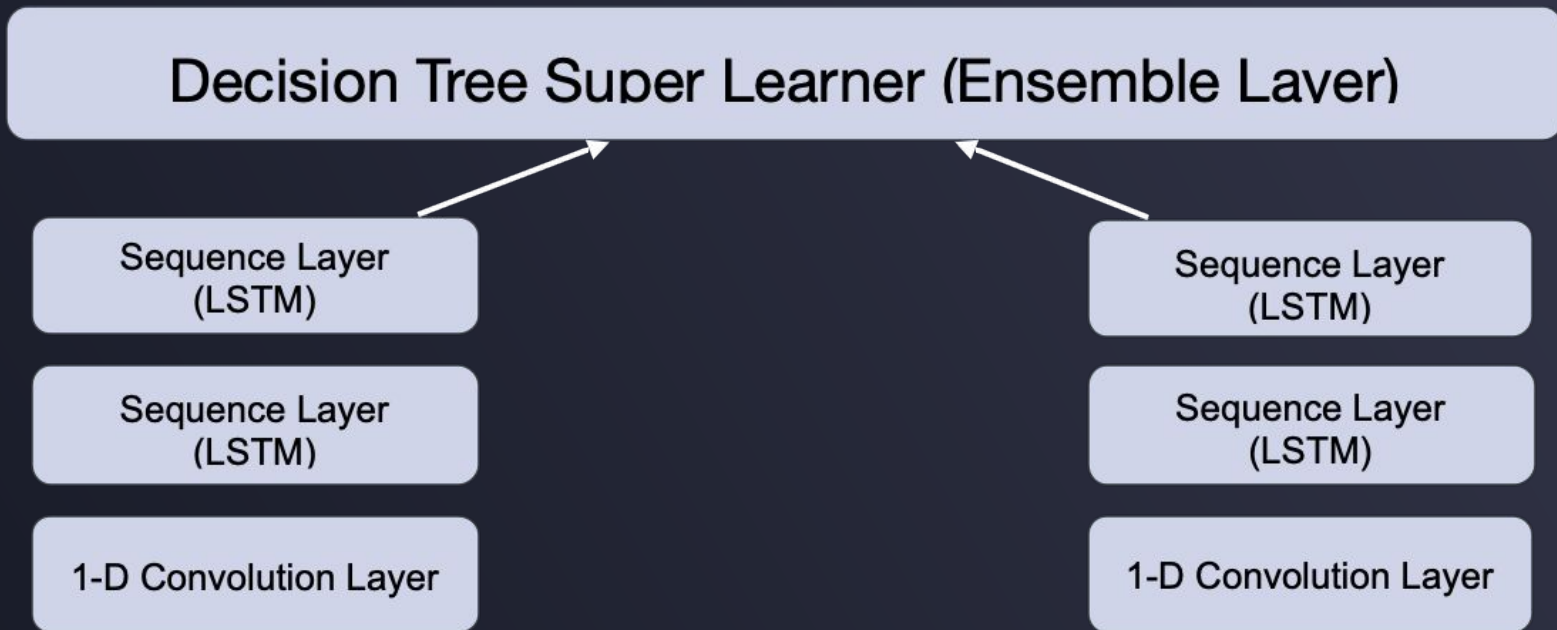 Decision Tree Super Learner (Ensemble Layer)
Sequence Layer
(LSTM)
Sequence Layer
(LSTM)
Sequence Layer
(LSTM)
Sequence Layer
(LSTM)
1-D Convolution Layer
1-D Convolution Layer